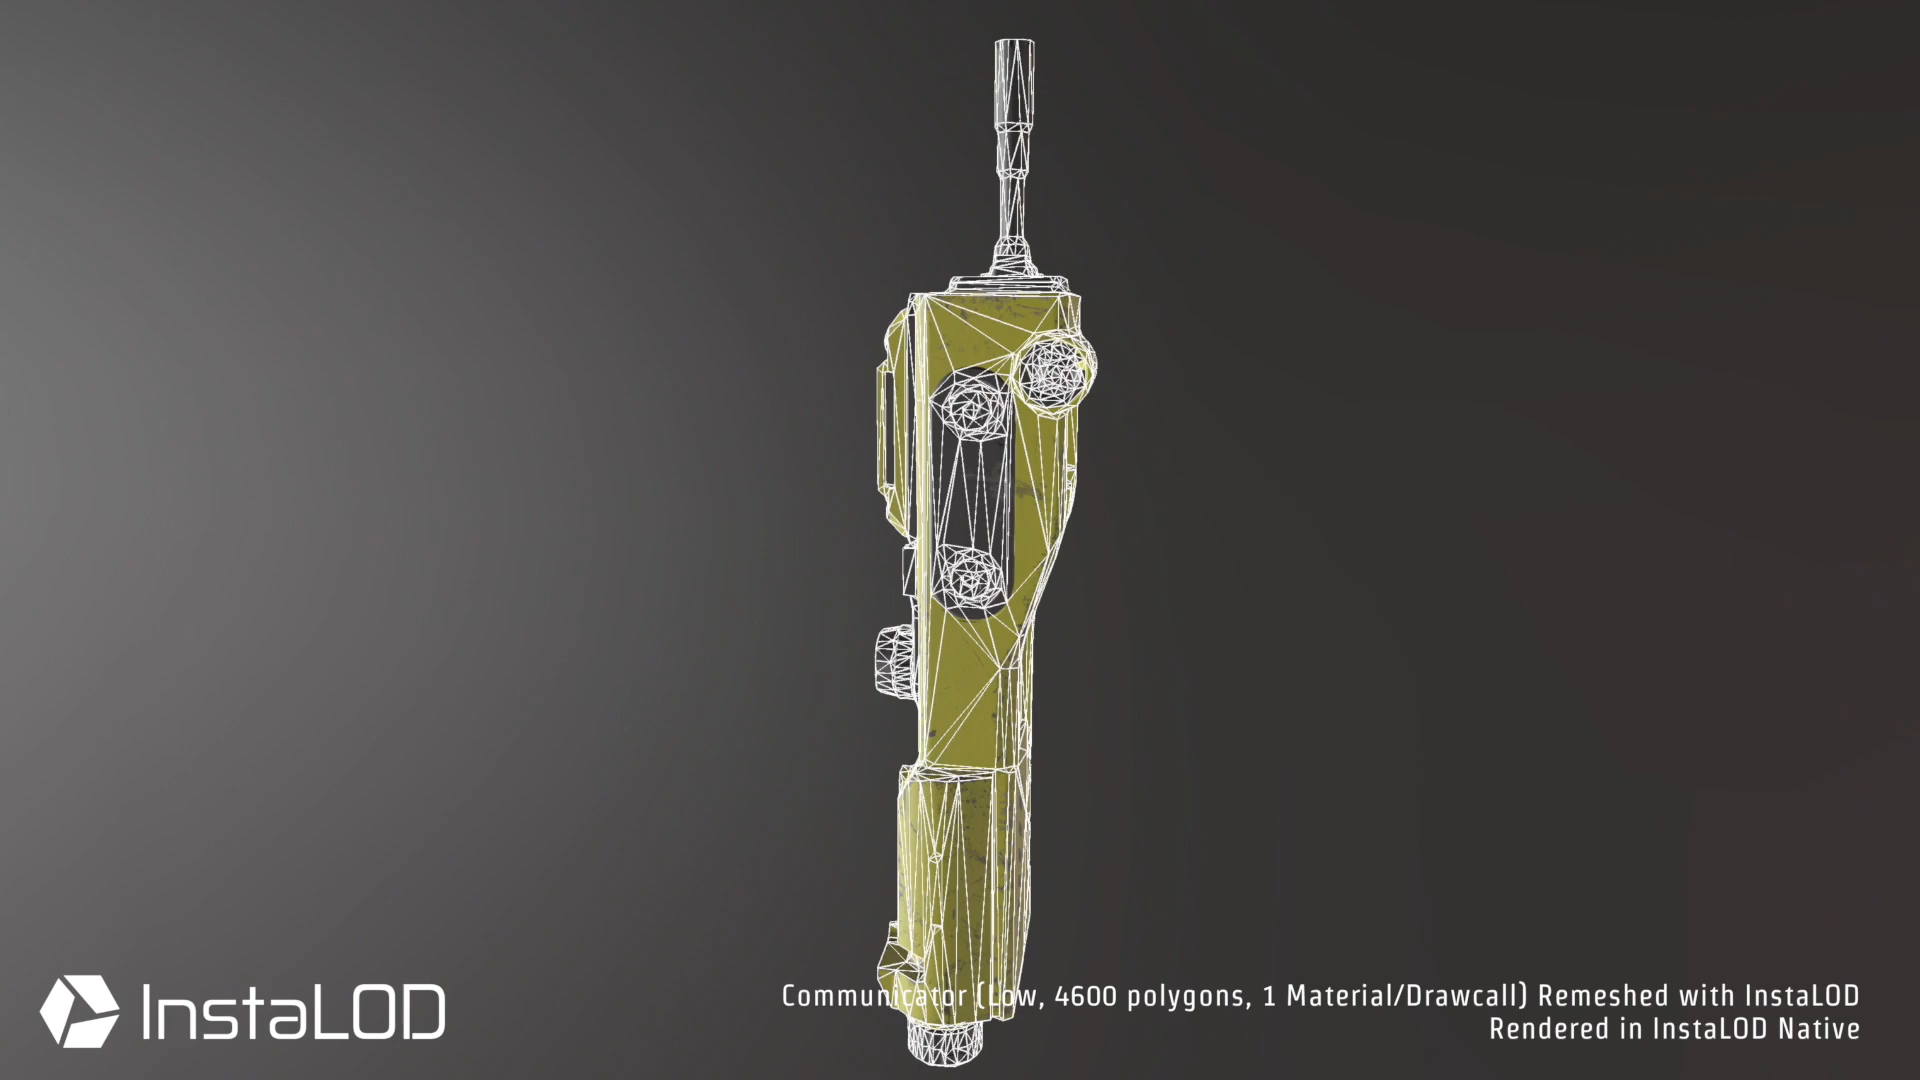 InstaLOD
Communicator (Low, 4600 polygons, 1 Material/Drawcall) Remeshed with InstaLOD
Rendered in InstaLOD Native